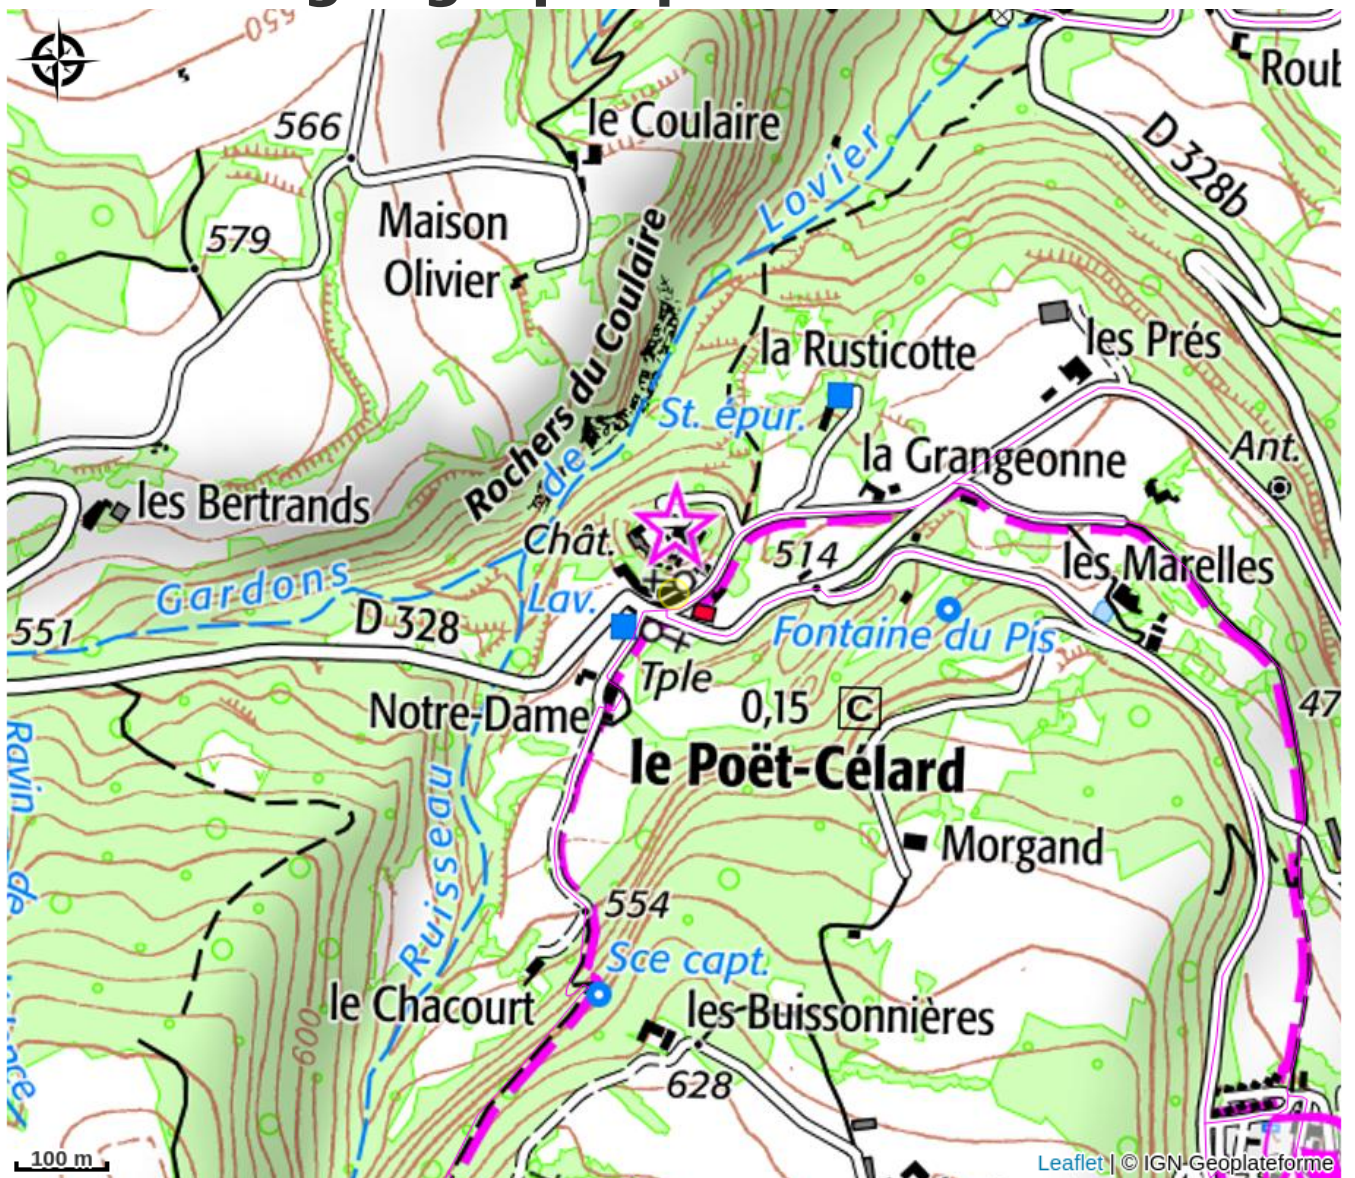 550
566
le Coulaire
Roub
D 328b
Lovier
Maison
Olivier
579
Rochers du Coulaire
la Rusticotte
les Prés
St. épur.
de
la Grangeonne
Ant.
les Bertrands
Chât.
514
les Marelles
Gardons
Lav.
D 328
551
Fontaine du Pis
Tple
Notre-Dame
0,15 C
47
le Poët-Célard
Ravin de
Ruisseau
Morgand
554
Sce capt.
le Chacourt
les Buissonnières
600
628
100 m
Leaflet | © IGN-Geoplateforme